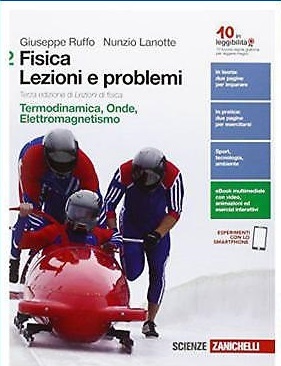 Giuseppe Ruffo Nunzio Lanotte
2 Fisica
Lezioni e problemi
Terza edizione di Lezioni di fisica
Termodinamica, Onde,
Elettromagnetismo
10 in
leggibilità
In teoria:
due pagine
per imparare
In pratica:
due pagine
per esercitarsi
Sport,
tecnologia,
ambiente
eBook multimediale
con video,
animazioni ed
esercizi interattivi
ESPERIMENTI
CON LO
SMARTPHONE
SCIENZE ZANICHELLI